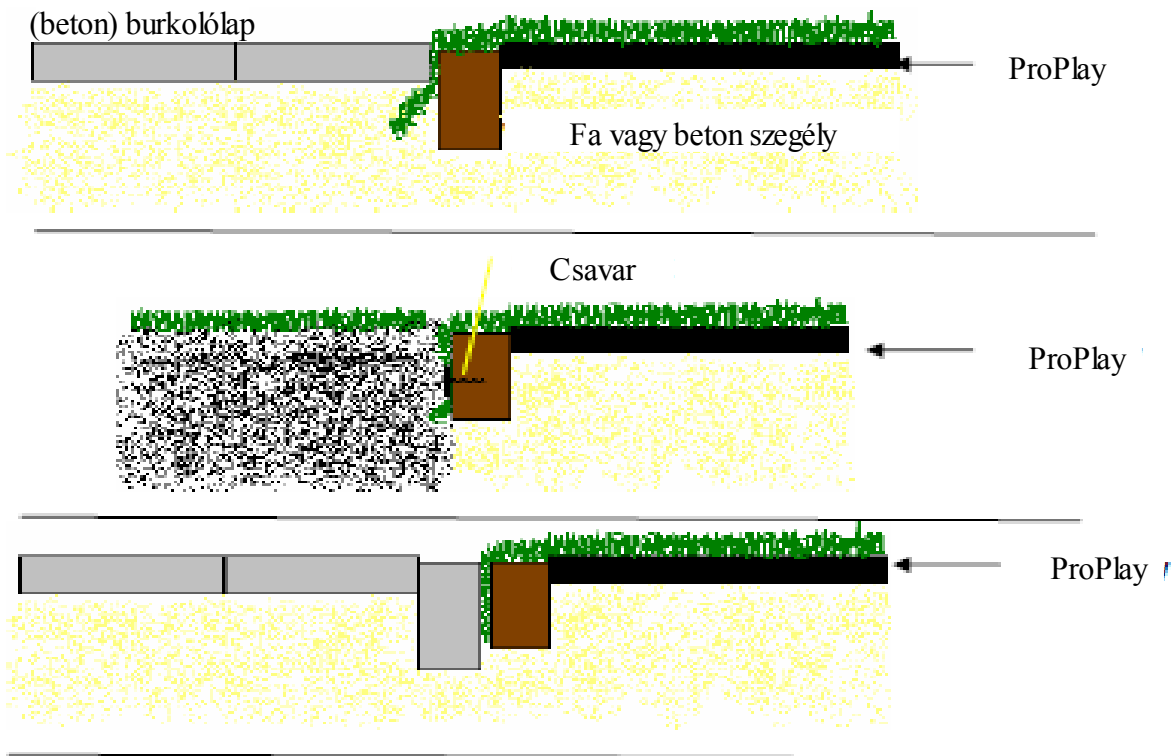 (beton) burkolólap
ProPlay
Fa vagy beton szegély
Csavar
ProPlay
ProPlay